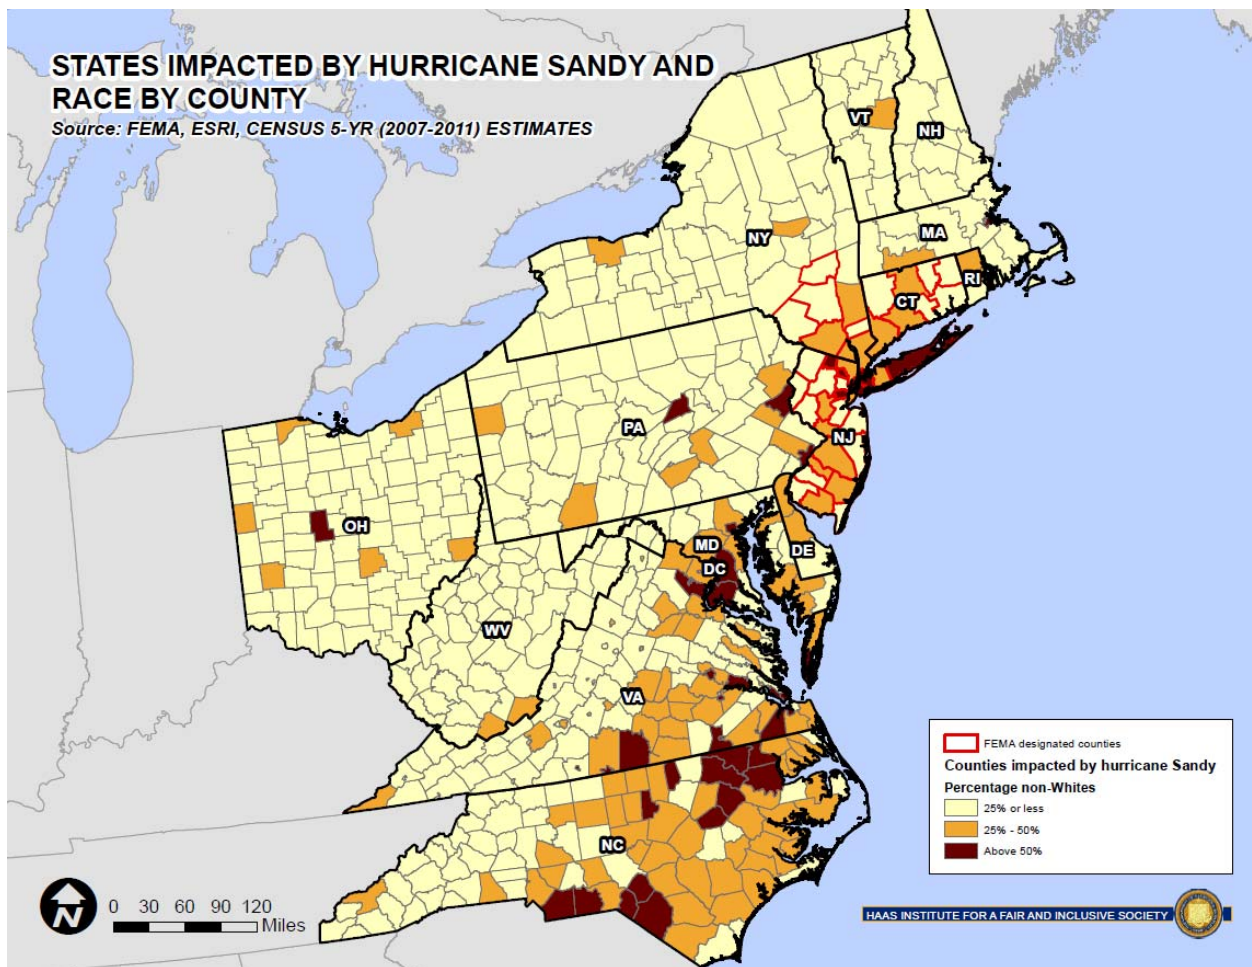 STATES IMPACTED BY HURRICANE SANDY AND
RACE BY COUNTY
Source: FEMA, ESRI, CENSUS 5-YR (2007-2011) ESTIMATES
VT
NH
NY
MA
CT
RI
PA
NJ
OH
MD
DE
DC
WV
VA
NC
FEMA designated counties
Counties impacted by hurricane Sandy
Percentage non-Whites
25% or less
25% - 50%
Above 50%
N
0 30 60 90 120
Miles
HAAS INSTITUTE FOR A FAIR AND INCLUSIVE SOCIETY